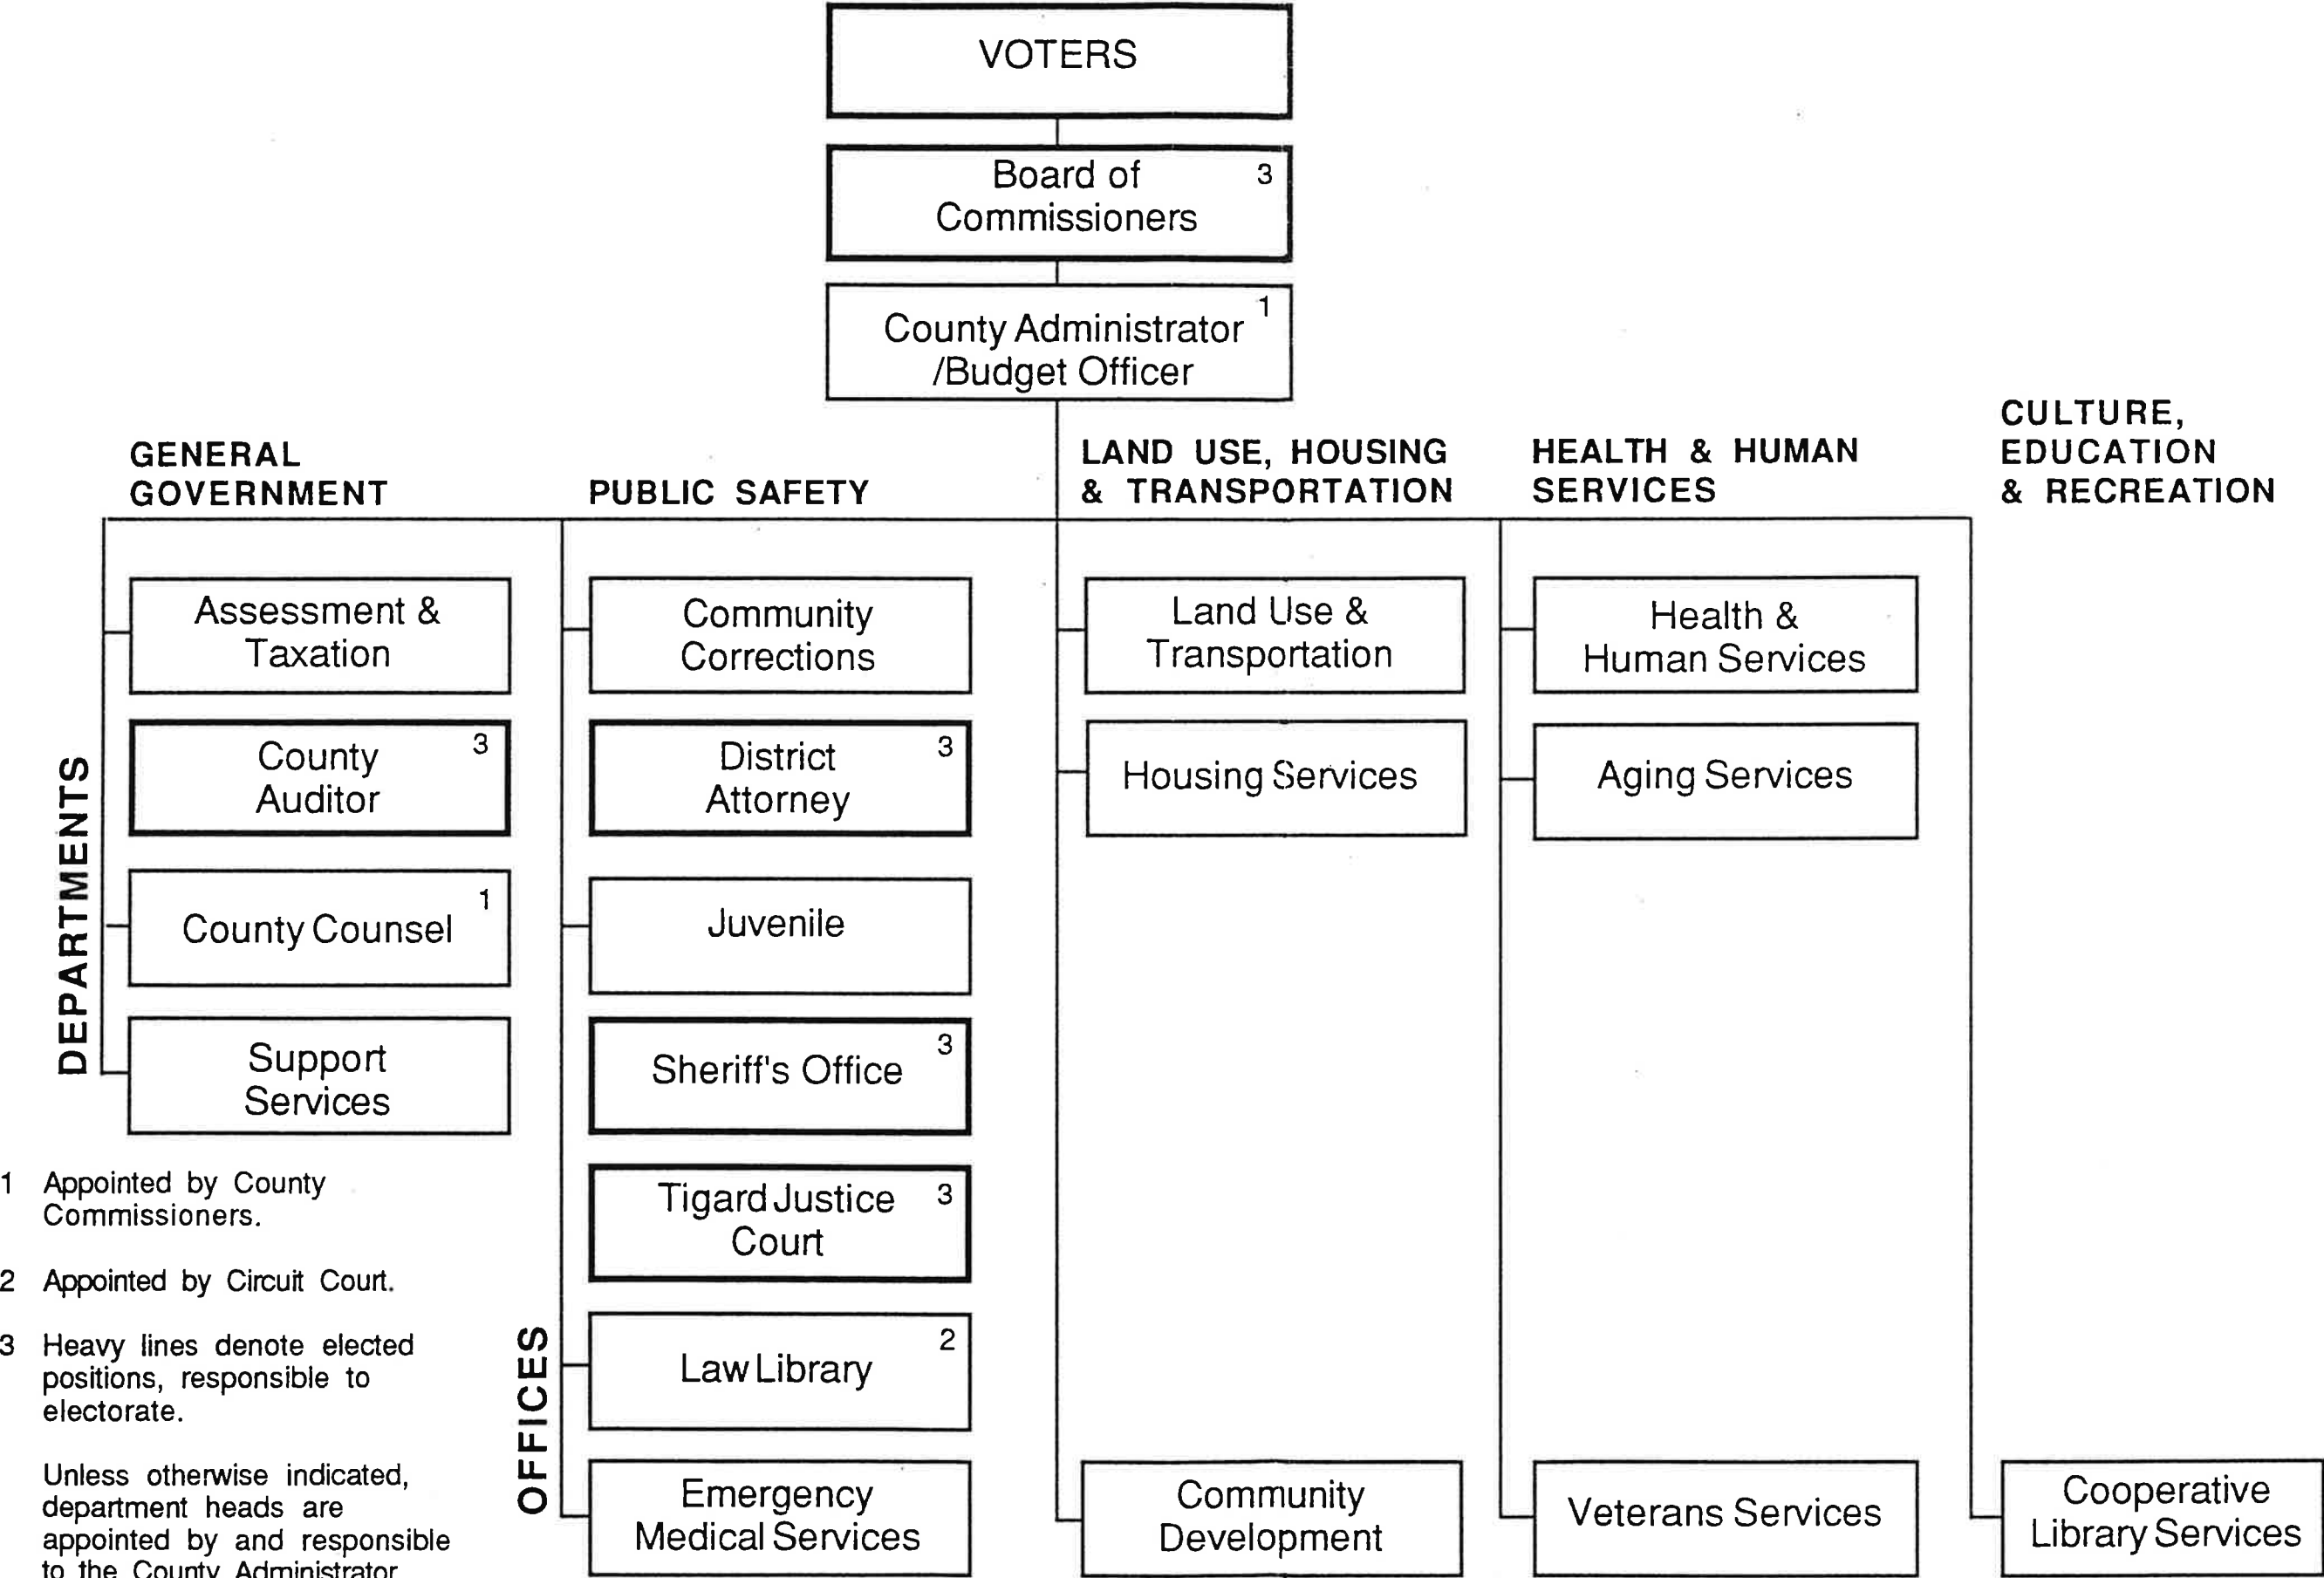 VOTERS
Board of 3
Commissioners
County Administrator 1
/Budget Officer
GENERAL
GOVERNMENT
PUBLIC SAFETY
LAND USE, HOUSING
& TRANSPORTATION
HEALTH & HUMAN
SERVICES
CULTURE,
EDUCATION
& RECREATION
DEPARTMENTS
Assessment &
Taxation
County 3
Auditor
County Counsel 1
Support
Services
Community
Corrections
District 3
Attorney
Juvenile
Sheriff's Office 3
Tigard Justice 3
Court
OFFICES
Law Library 2
Emergency
Medical Services
Land Use &
Transportation
Housing Services
Community
Development
Health &
Human Services
Aging Services
Veterans Services
Cooperative
Library Services
1 Appointed by County
Commissioners.
2 Appointed by Circuit Court.
3 Heavy lines denote elected
positions, responsible to
electorate.
Unless otherwise indicated,
department heads are
appointed by and responsible
to the County Administrator